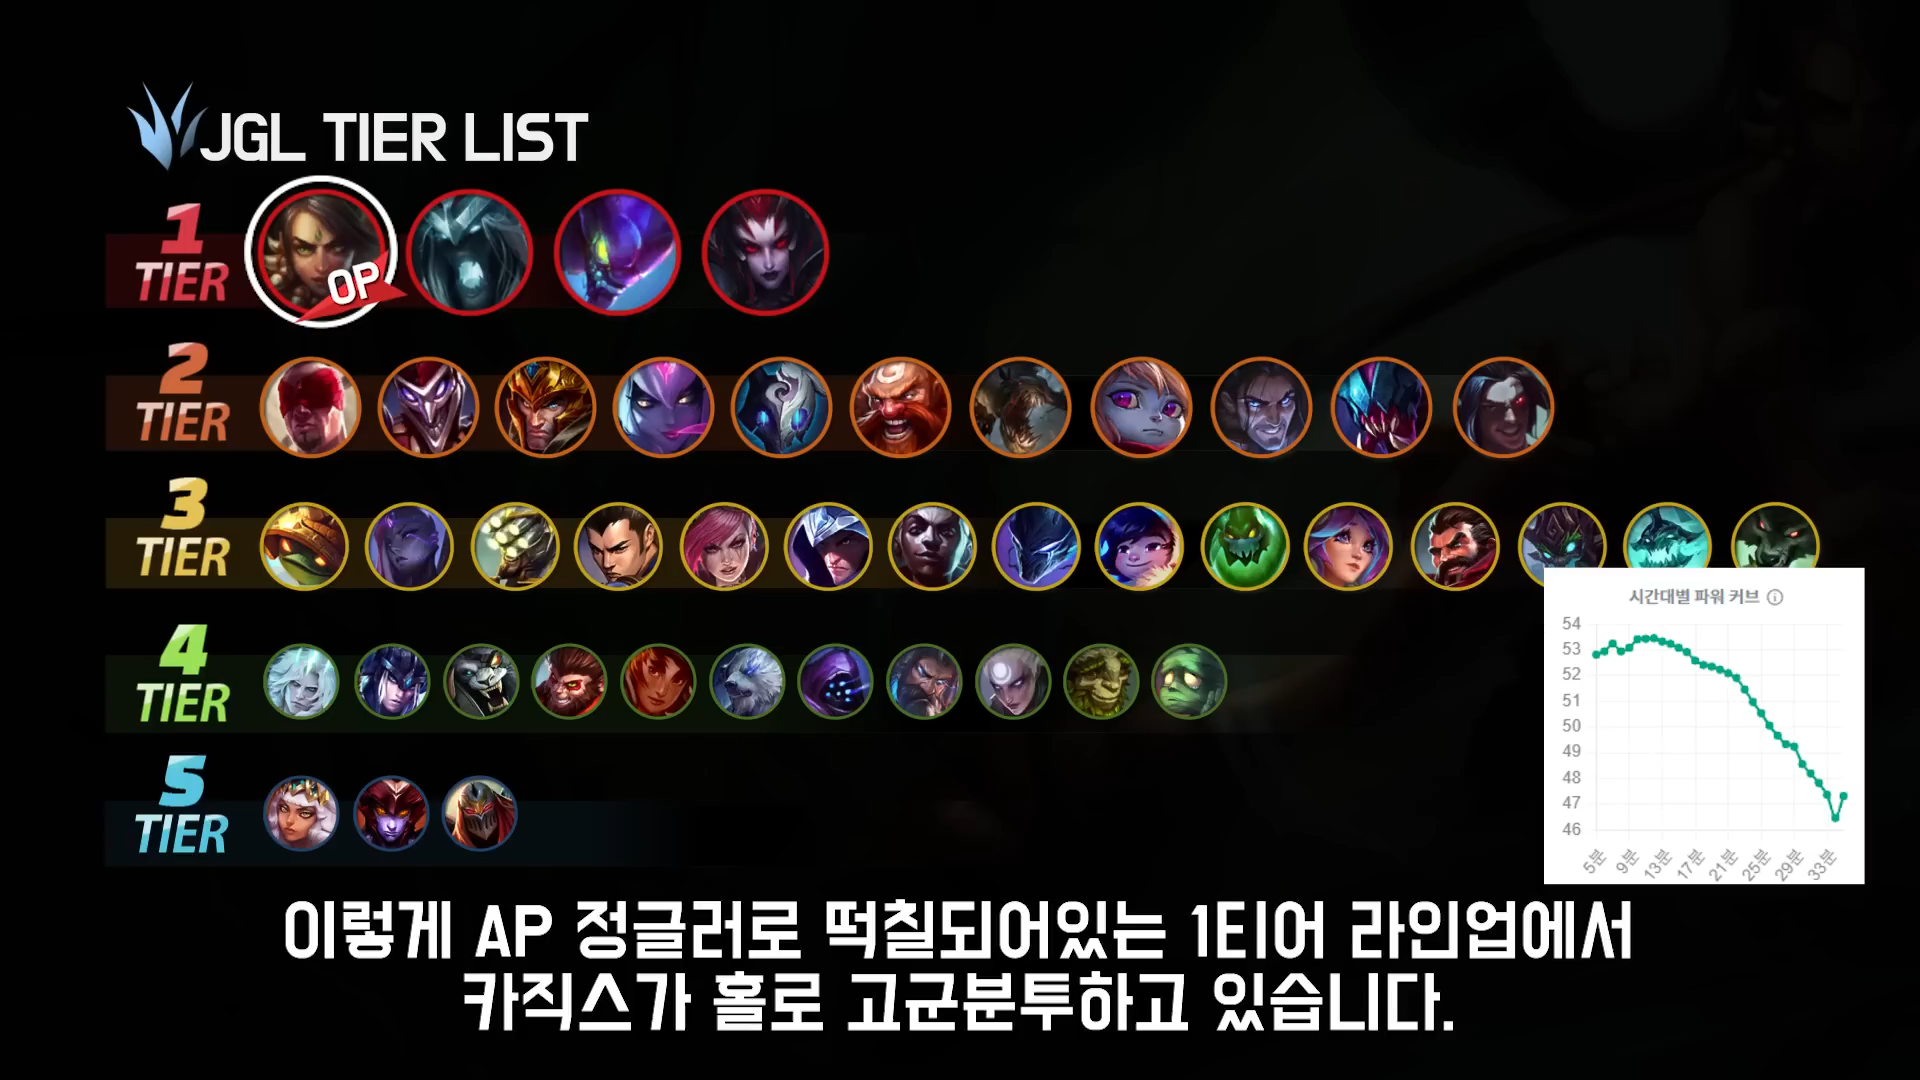 JGL TIER LIST
1
TIER
OP
2
TIER
3
TIER
4
TIER
5
TIER
시간대별 파워 커브
54
53
52
51
50
49
48
47
46
5분
9분
13분
17분
21분
25분
29분
33분
이렇게 AP 정글러로 떡칠되어있는 1티어 라인업에서
카직스가 홀로 고군분투하고 있습니다.